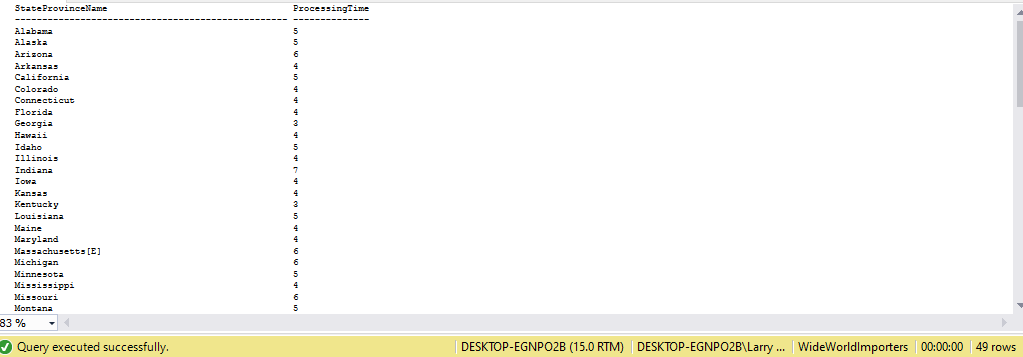 StateProvinceName ProcessingTime
-------------------------------------------------- --------------
Alabama 5
Alaska 5
Arizona 6
Arkansas 4
California 5
Colorado 4
Connecticut 4
Florida 4
Georgia 3
Hawaii 4
Idaho 5
Illinois 4
Indiana 7
Iowa 4
Kansas 4
Kentucky 3
Louisiana 5
Maine 4
Maryland 4
Massachusetts[E] 6
Michigan 6
Minnesota 5
Mississippi 4
Missouri 6
Montana 5
83 %
Query executed successfully. DESKTOP-EGNPO2B (15.0 RTM) DESKTOP-EGNPO2B\Larry ... WideWorldImporters 00:00:00 49 rows